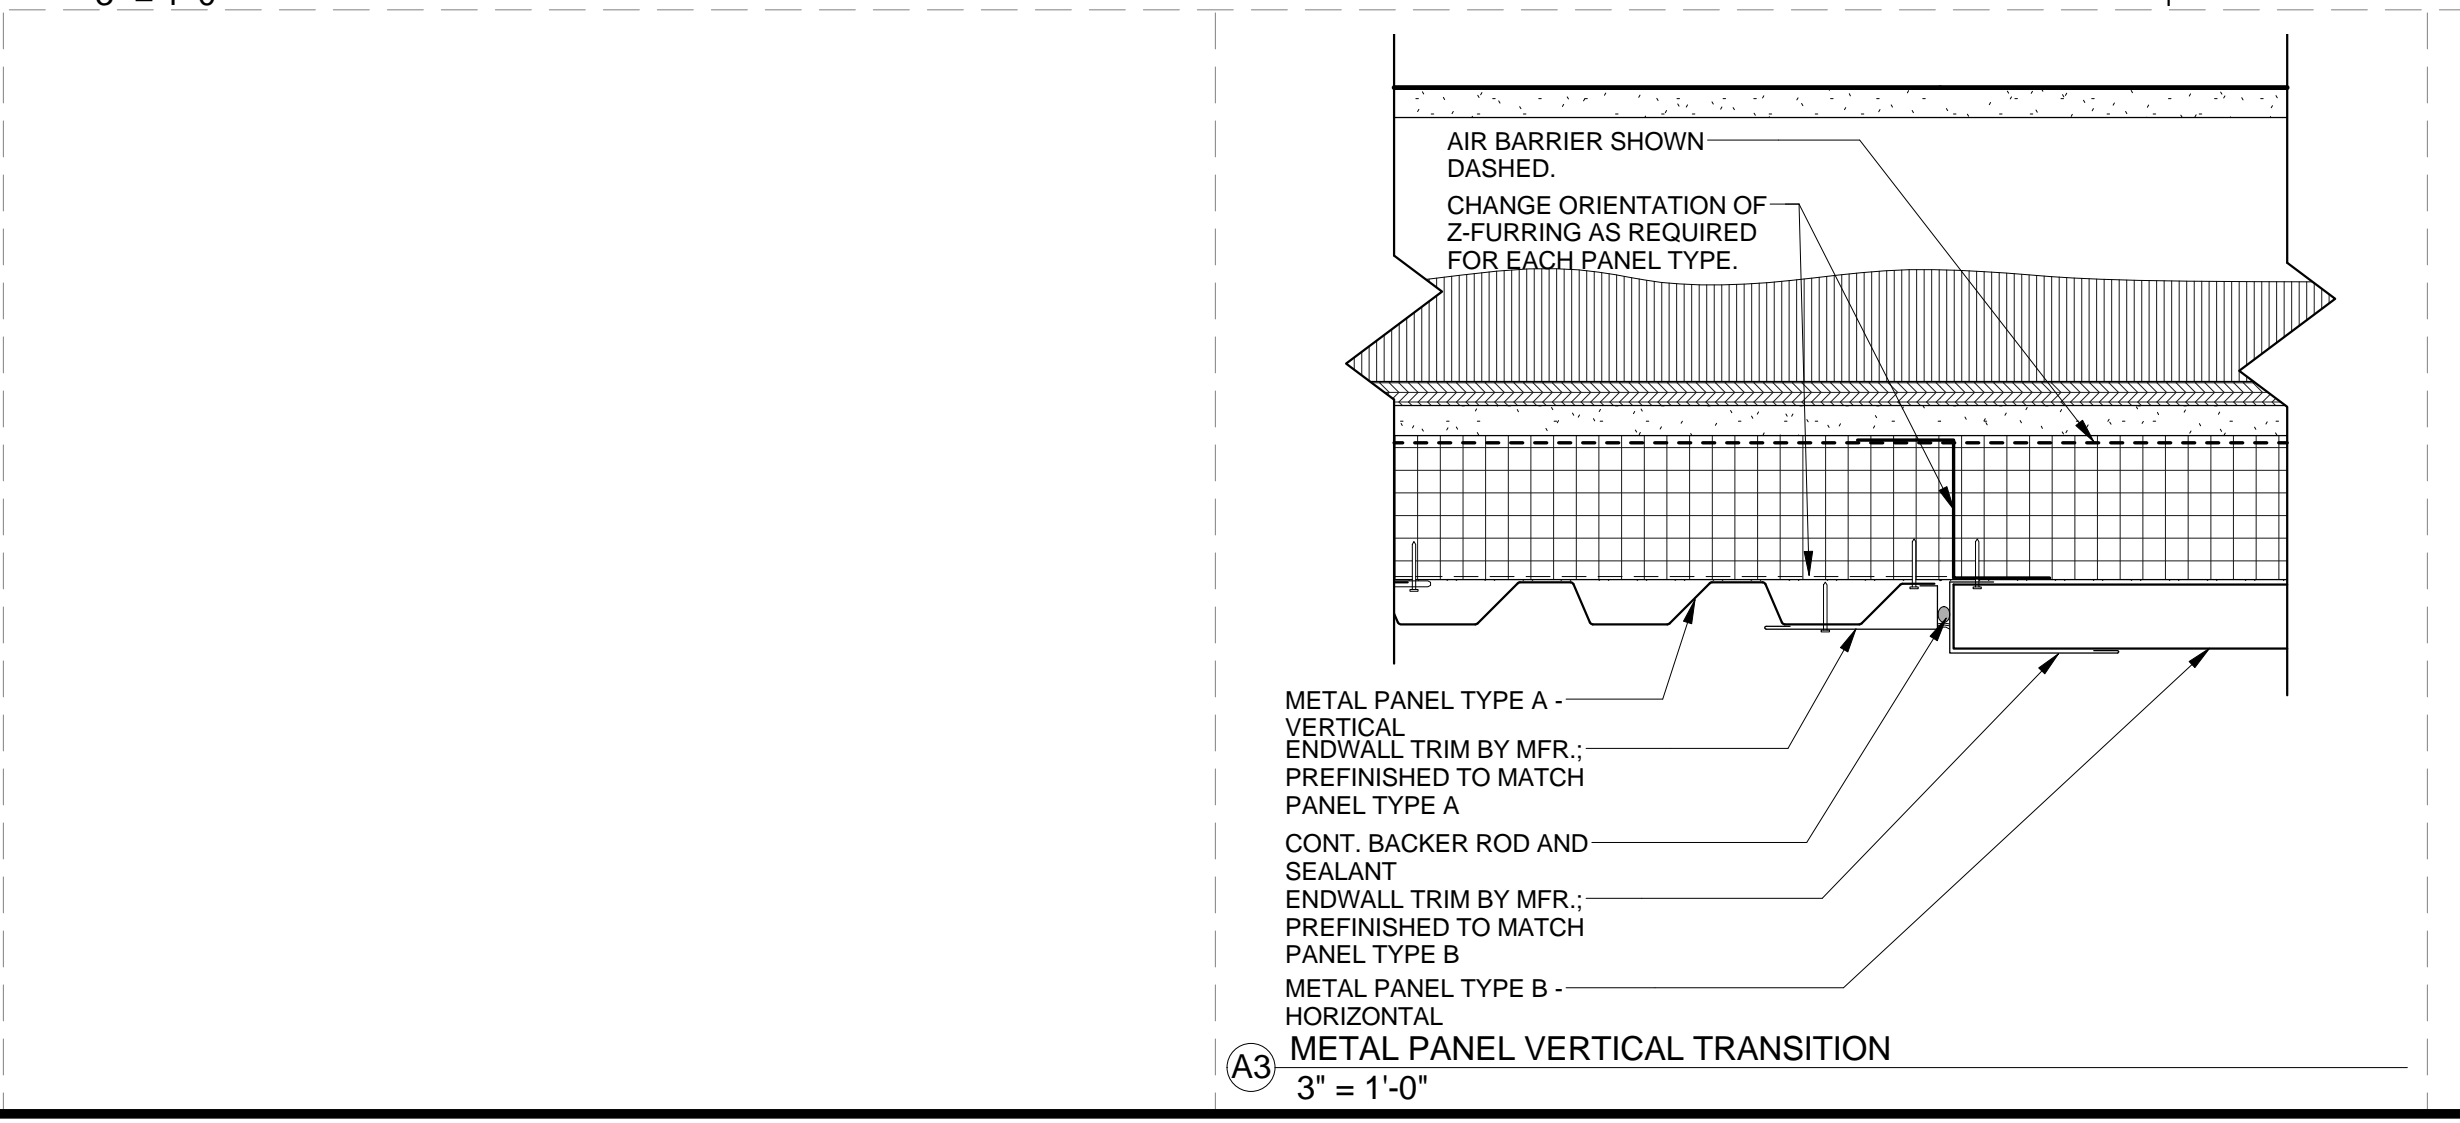 AIR BARRIER SHOWN
DASHED.
CHANGE ORIENTATION OF
Z-FURRING AS REQUIRED
FOR EACH PANEL TYPE.
METAL PANEL TYPE A -
VERTICAL
ENDWALL TRIM BY MFR.;
PREFINISHED TO MATCH
PANEL TYPE A
CONT. BACKER ROD AND
SEALANT
ENDWALL TRIM BY MFR.;
PREFINISHED TO MATCH
PANEL TYPE B
METAL PANEL TYPE B -
HORIZONTAL
A3
METAL PANEL VERTICAL TRANSITION
3" = 1'-0"